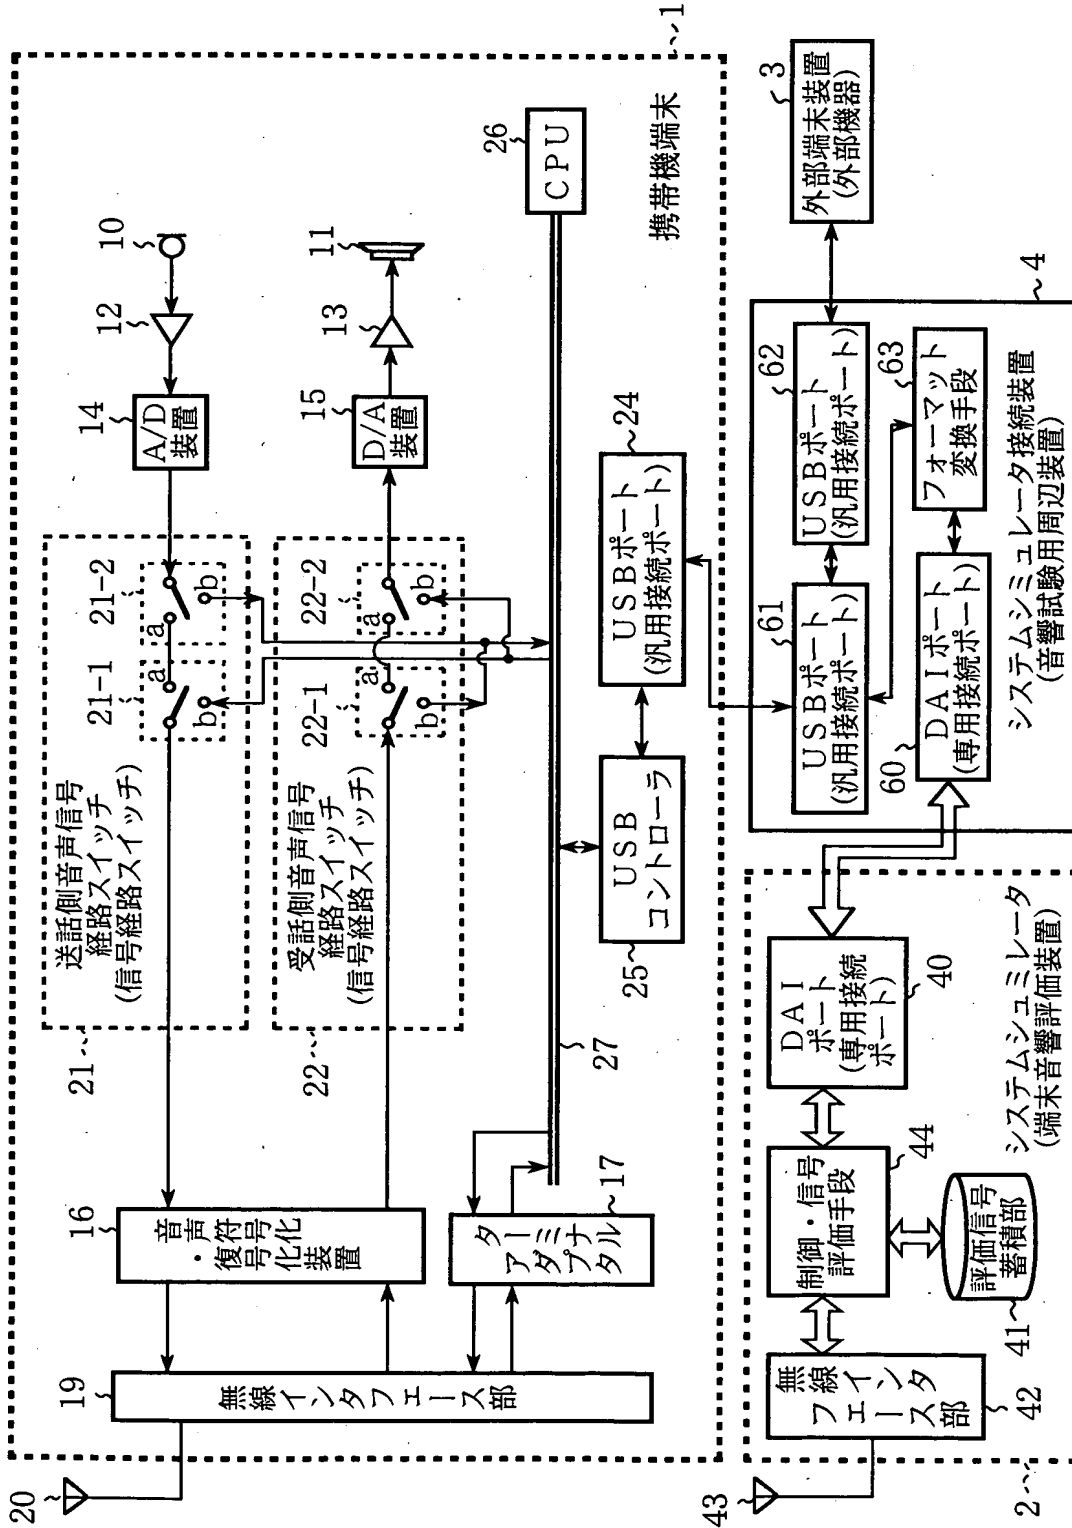 20
19
無線インタフェース部
16
音声符号化
・復号化
装置
17
ターミナル
アダプタ
21
送話側音声信号
経路スイッチ
(信号経路スイッチ)
21-1
a
b
21-2
a
b
14
A/D
装置
12
10
22
受話側音声信号
経路スイッチ
(信号経路スイッチ)
22-1
a
b
22-2
a
b
15
D/A
装置
13
11
27
26
CPU
25
USB
コントローラ
24
USBポート
(汎用接続ポート)
携帯機端末
1
43
2
42
無線
インタ
フェー
ス部
44
制御・信号
評価手段
41
評価信号
蓄積部
40
DAI
ポート
(専用接続
ポート)
システムシュミレータ
(端末音響評価装置)
61
USBポート
(汎用接続ポート)
62
USBポート
(汎用接続ポート)
60
DAIポート
(専用接続ポート)
63
フォーマット
変換手段
システムシミュレータ接続装置
(音響試験用周辺装置)
4
3
外部端末装置
(外部機器)